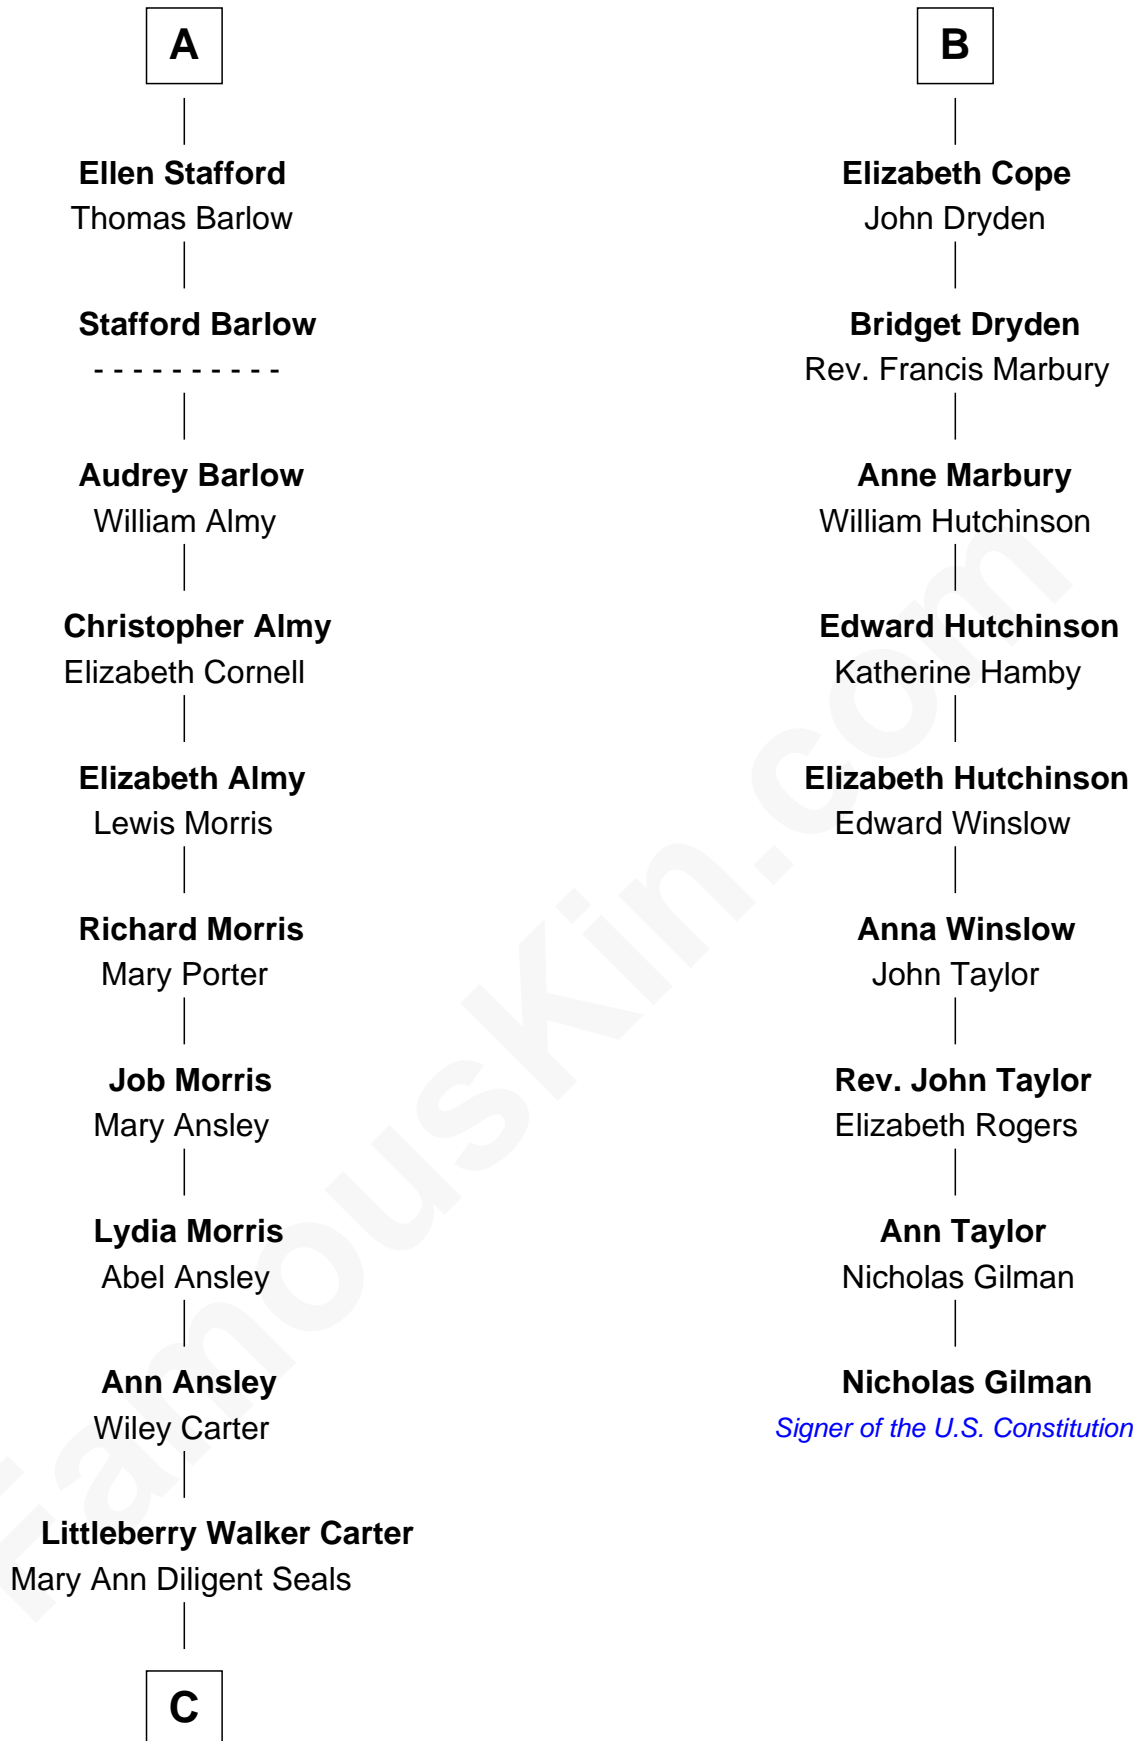 A
Ellen Stafford
Thomas Barlow
Stafford Barlow
- - - - - - - - - -
Audrey Barlow
William Almy
Christopher Almy
Elizabeth Cornell
Elizabeth Almy
Lewis Morris
Richard Morris
Mary Porter
Job Morris
Mary Ansley
Lydia Morris
Abel Ansley
Ann Ansley
Wiley Carter
Littleberry Walker Carter
Mary Ann Diligent Seals
C
B
Elizabeth Cope
John Dryden
Bridget Dryden
Rev. Francis Marbury
Anne Marbury
William Hutchinson
Edward Hutchinson
Katherine Hamby
Elizabeth Hutchinson
Edward Winslow
Anna Winslow
John Taylor
Rev. John Taylor
Elizabeth Rogers
Ann Taylor
Nicholas Gilman
Nicholas Gilman
Signer of the U.S. Constitution
FamousKin.com